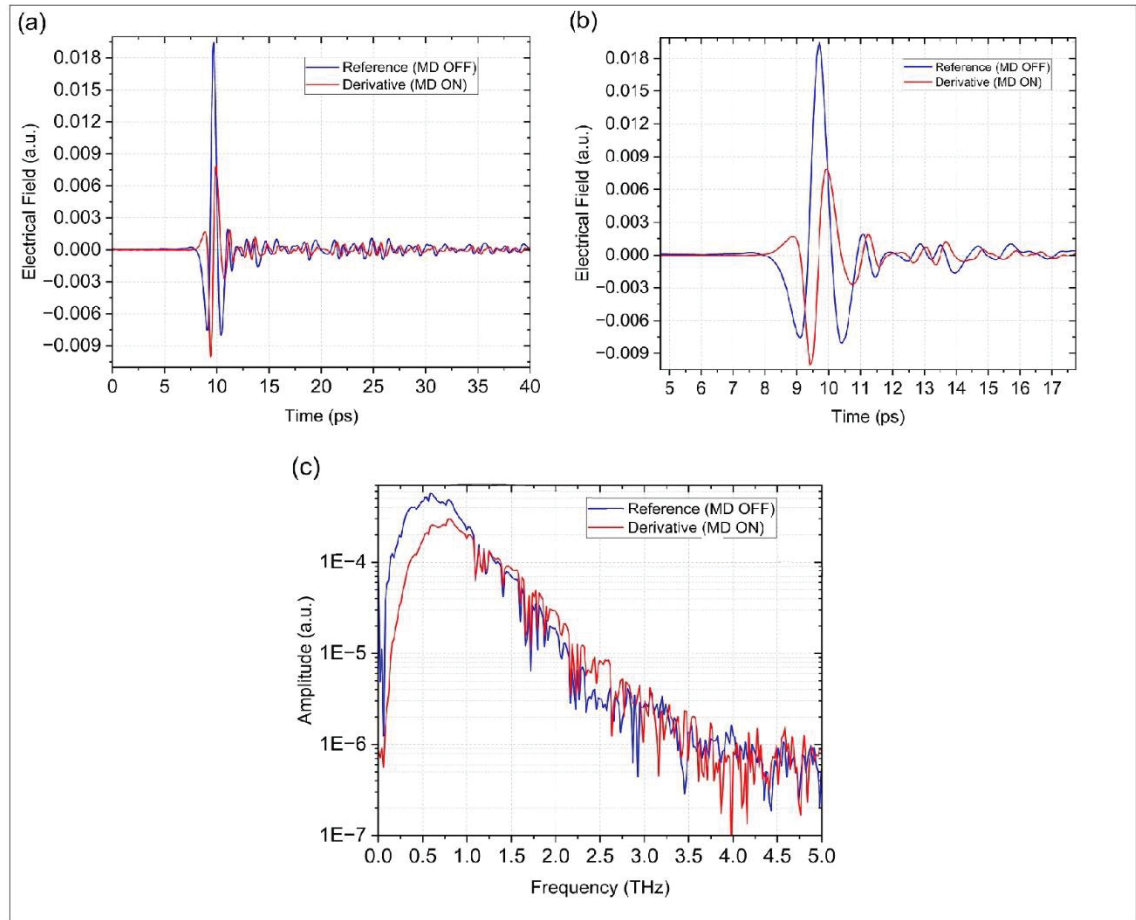 (a)
0.018
0.015
0.012
0.009
0.006
0.003
0.000
−0.003
−0.006
−0.009
Electrical Field (a.u.)
Reference (MD OFF)
Derivative (MD ON)
0 5 10 15 20 25 30 35 40
Time (ps)
(b)
0.018
0.015
0.012
0.009
0.006
0.003
0.000
−0.003
−0.006
−0.009
Electrical Field (a.u.)
Reference (MD OFF)
Derivative (MD ON)
5 6 7 8 9 10 11 12 13 14 15 16 17
Time (ps)
(c)
1E−4
1E−5
1E−6
1E−7
Amplitude (a.u.)
Reference (MD OFF)
Derivative (MD ON)
0.0 0.5 1.0 1.5 2.0 2.5 3.0 3.5 4.0 4.5 5.0
Frequency (THz)